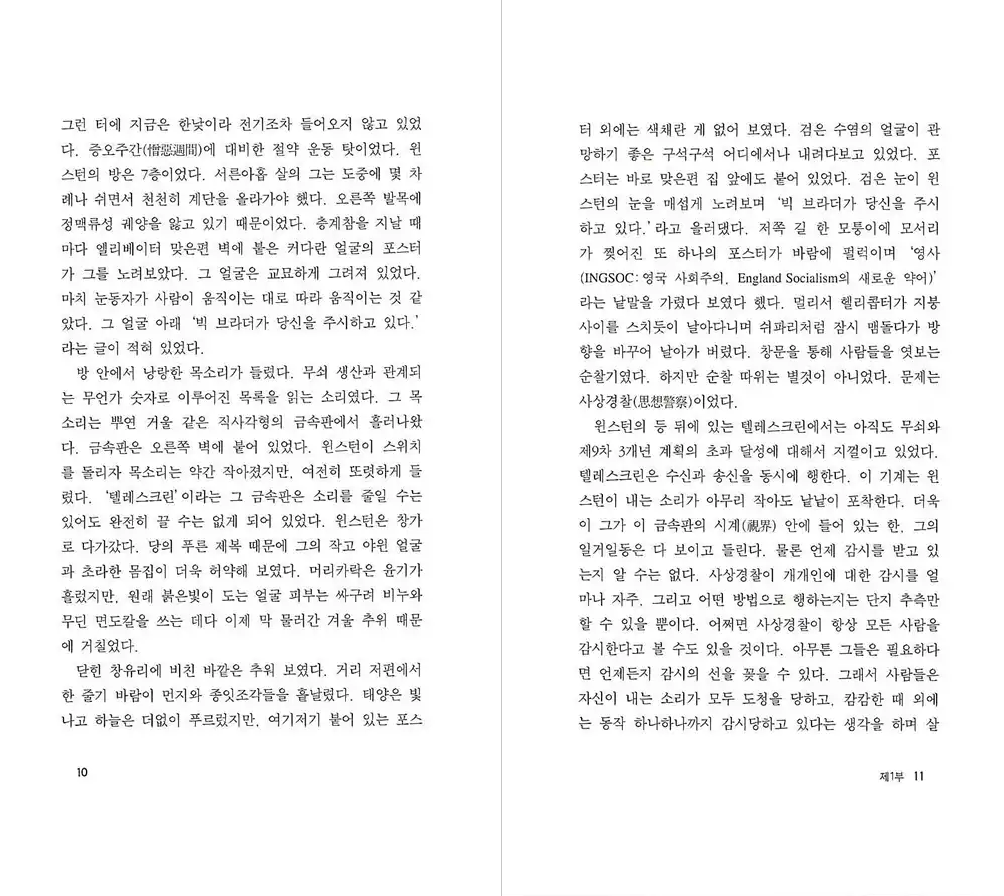 그런 터에 지금은 한낮이라 전기조차 들어오지 않고 있었
다. 증오주간(憎惡週間)에 대비한 절약 운동 탓이었다. 윈
스턴의 방은 7층이었다. 서른아홉 살의 그는 도중에 몇 차
례나 쉬면서 천천히 계단을 올라가야 했다. 오른쪽 발목에
정맥류성 궤양을 앓고 있기 때문이었다. 층계참을 지날 때
마다 엘리베이터 맞은편 벽에 붙은 커다란 얼굴의 포스터
가 그를 노려보았다. 그 얼굴은 교묘하게 그려져 있었다.
마치 눈동자가 사람이 움직이는 대로 따라 움직이는 것 같
았다. 그 얼굴 아래 ‘빅 브라더가 당신을 주시하고 있다.’
라는 글이 적혀 있었다.
방 안에서 낭랑한 목소리가 들렸다. 무쇠 생산과 관계되
는 무언가 숫자로 이루어진 목록을 읽는 소리였다. 그 목
소리는 뿌연 거울 같은 직사각형의 금속판에서 흘러나왔
다. 금속판은 오른쪽 벽에 붙어 있었다. 윈스턴이 스위치
를 돌리자 목소리는 약간 작아졌지만, 여전히 또렷하게 들
렸다. ‘텔레스크린’이라는 그 금속판은 소리를 줄일 수는
있어도 완전히 끌 수는 없게 되어 있었다. 윈스턴은 창가
로 다가갔다. 당의 푸른 제복 때문에 그의 작고 야윈 얼굴
과 초라한 몸집이 더욱 허약해 보였다. 머리카락은 윤기가
흘렀지만, 원래 붉은빛이 도는 얼굴 피부는 싸구려 비누와
무딘 면도칼을 쓰는 데다 이제 막 물러간 겨울 추위 때문
에 거칠었다.
닫힌 창유리에 비친 바깥은 추워 보였다. 거리 저편에서
한 줄기 바람이 먼지와 종잇조각들을 흩날렸다. 태양은 빛
나고 하늘은 더없이 푸르렀지만, 여기저기 붙어 있는 포스
10
터 외에는 색채란 게 없어 보였다. 검은 수염의 얼굴이 관
망하기 좋은 구석구석 어디에서나 내려다보고 있었다. 포
스터는 바로 맞은편 집 앞에도 붙어 있었다. 검은 눈이 윈
스턴의 눈을 매섭게 노려보며 ‘빅 브라더가 당신을 주시
하고 있다.’라고 을러댔다. 저쪽 길 한 모퉁이에 모서리
가 찢어진 또 하나의 포스터가 바람에 펄럭이며 ‘영사
(INGSOC: 영국 사회주의, England Socialism의 새로운 약어)’
라는 낱말을 가렸다 보였다 했다. 멀리서 헬리콥터가 지붕
사이를 스치듯이 날아다니며 쉬파리처럼 잠시 맴돌다가 방
향을 바꾸어 날아가 버렸다. 창문을 통해 사람들을 엿보는
순찰기였다. 하지만 순찰 따위는 별것이 아니었다. 문제는
사상경찰(思想警察)이었다.
윈스턴의 등 뒤에 있는 텔레스크린에서는 아직도 무쇠와
제9차 3개년 계획의 초과 달성에 대해서 지껄이고 있었다.
텔레스크린은 수신과 송신을 동시에 행한다. 이 기계는 윈
스턴이 내는 소리가 아무리 작아도 낱낱이 포착한다. 더욱
이 그가 이 금속판의 시계(視界) 안에 들어 있는 한, 그의
일거일동은 다 보이고 들린다. 물론 언제 감시를 받고 있
는지 알 수는 없다. 사상경찰이 개개인에 대한 감시를 얼
마나 자주, 그리고 어떤 방법으로 행하는지는 단지 추측만
할 수 있을 뿐이다. 어쩌면 사상경찰이 항상 모든 사람을
감시한다고 볼 수도 있을 것이다. 아무튼 그들은 필요하다
면 언제든지 감시의 선을 꽂을 수 있다. 그래서 사람들은
자신이 내는 소리가 모두 도청을 당하고, 캄캄한 때 외에
는 동작 하나하나까지 감시당하고 있다는 생각을 하며 살
제1부 11